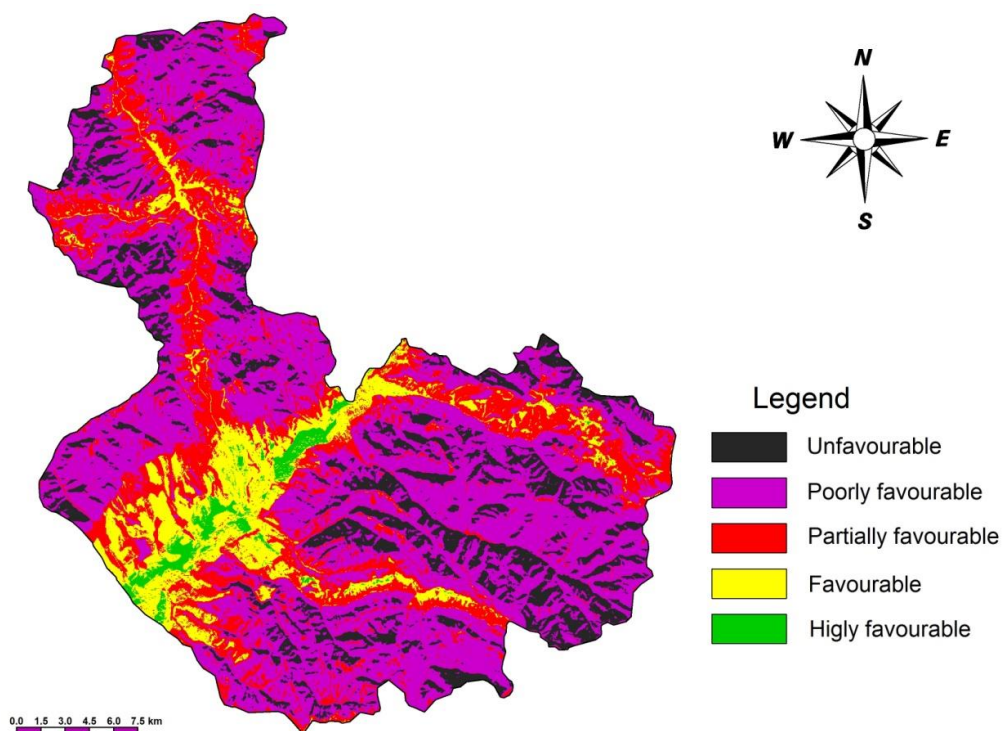 N
W E
S
Legend
Unfavourable
Poorly favourable
Partially favourable
Favourable
Higly favourable
0.0 1.5 3.0 4.5 6.0 7.5 km